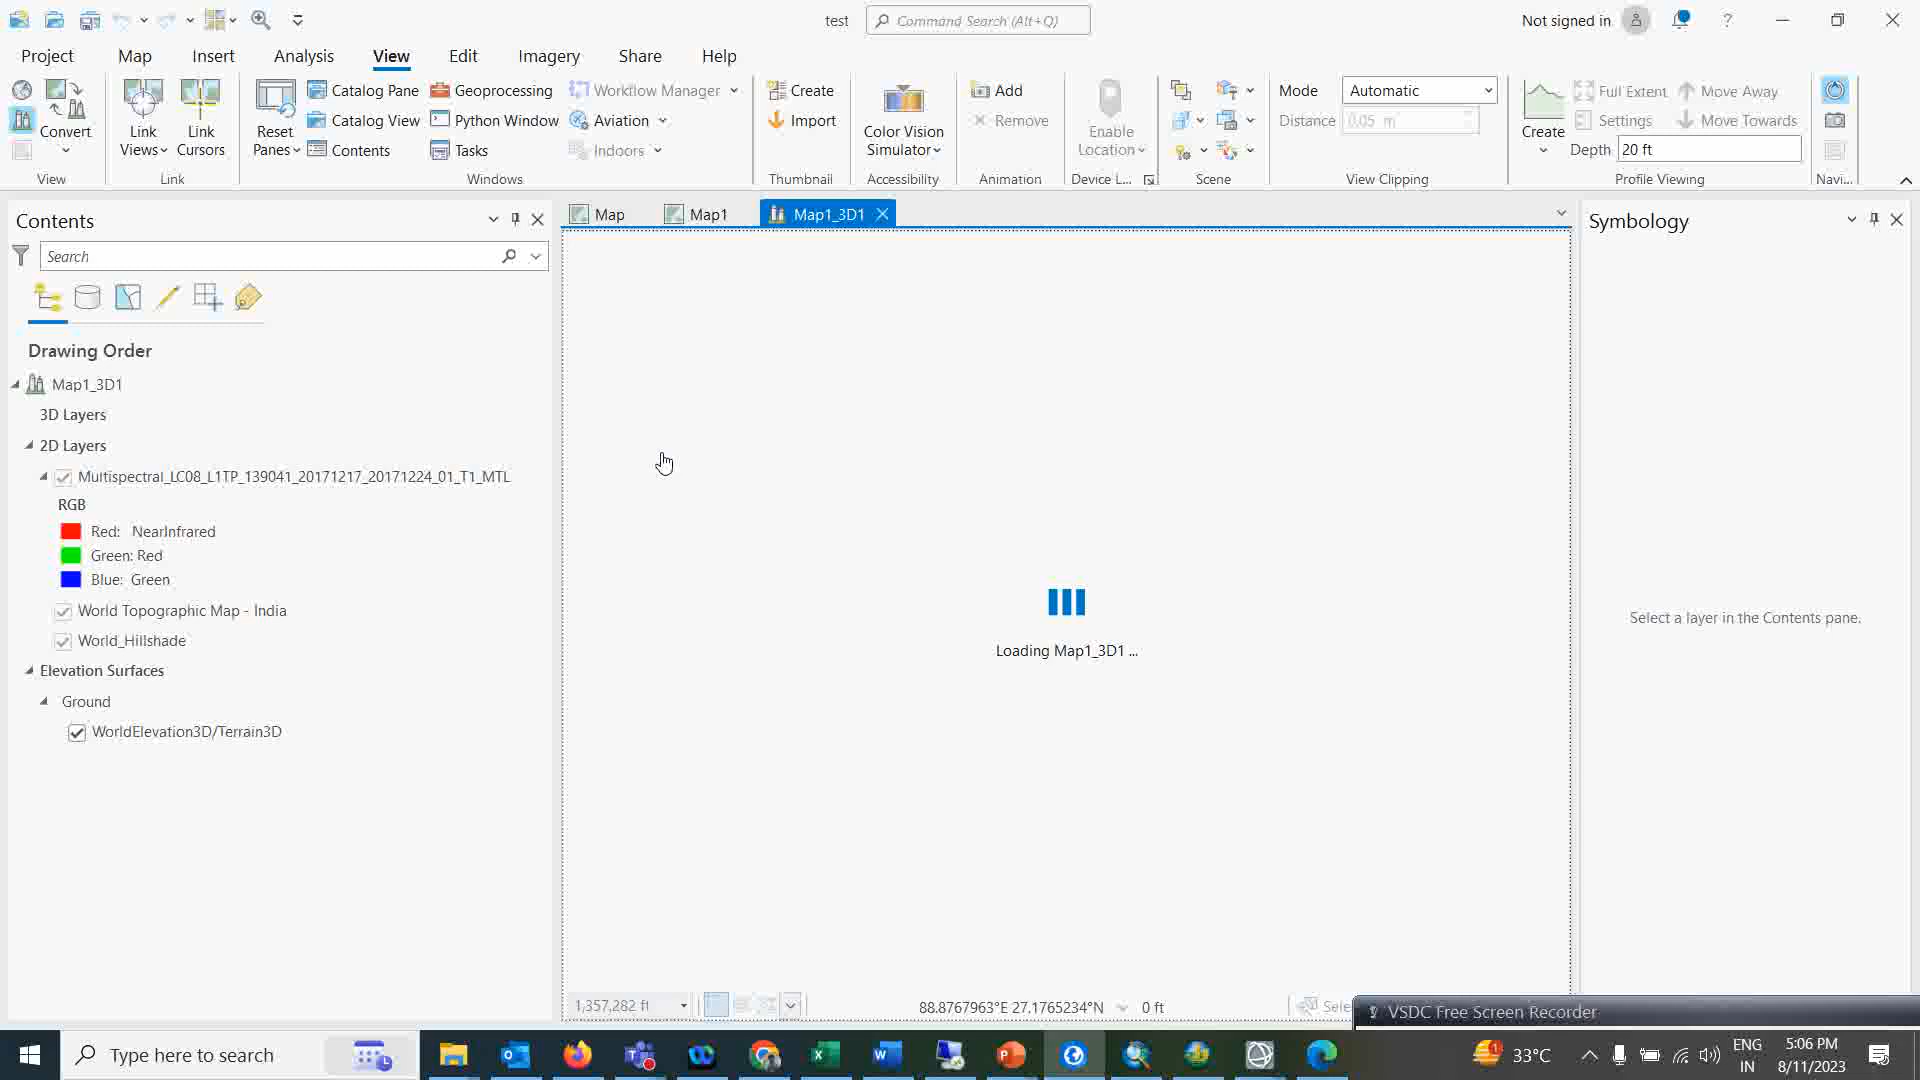 test
Command Search (Alt+Q)
Not signed in
?
Project
Map
Insert
Analysis
View
Edit
Imagery
Share
Help
Convert
View
Link Views
Link Cursors
Link
Reset Panes
Catalog Pane
Catalog View
Contents
Geoprocessing
Python Window
Tasks
Workflow Manager
Aviation
Indoors
Windows
Create
Import
Thumbnail
Color Vision Simulator
Accessibility
Add
Remove
Animation
Enable Location
Device L...
Scene
Mode
Automatic
Distance
0.05 m
View Clipping
Create
Full Extent
Move Away
Settings
Move Towards
Depth
20 ft
Profile Viewing
Navi...
Contents
Search
Drawing Order
Map1_3D1
3D Layers
2D Layers
Multispectral_LC08_L1TP_139041_20171217_20171224_01_T1_MTL
RGB
Red: NearInfrared
Green: Red
Blue: Green
World Topographic Map - India
World_Hillshade
Elevation Surfaces
Ground
WorldElevation3D/Terrain3D
Map
Map1
Map1_3D1
Loading Map1_3D1 ...
1,357,282 ft
88.8767963°E 27.1765234°N
0 ft
Sele
Symbology
Select a layer in the Contents pane.
VSDC Free Screen Recorder
Type here to search
33°C
ENG
IN
5:06 PM
8/11/2023